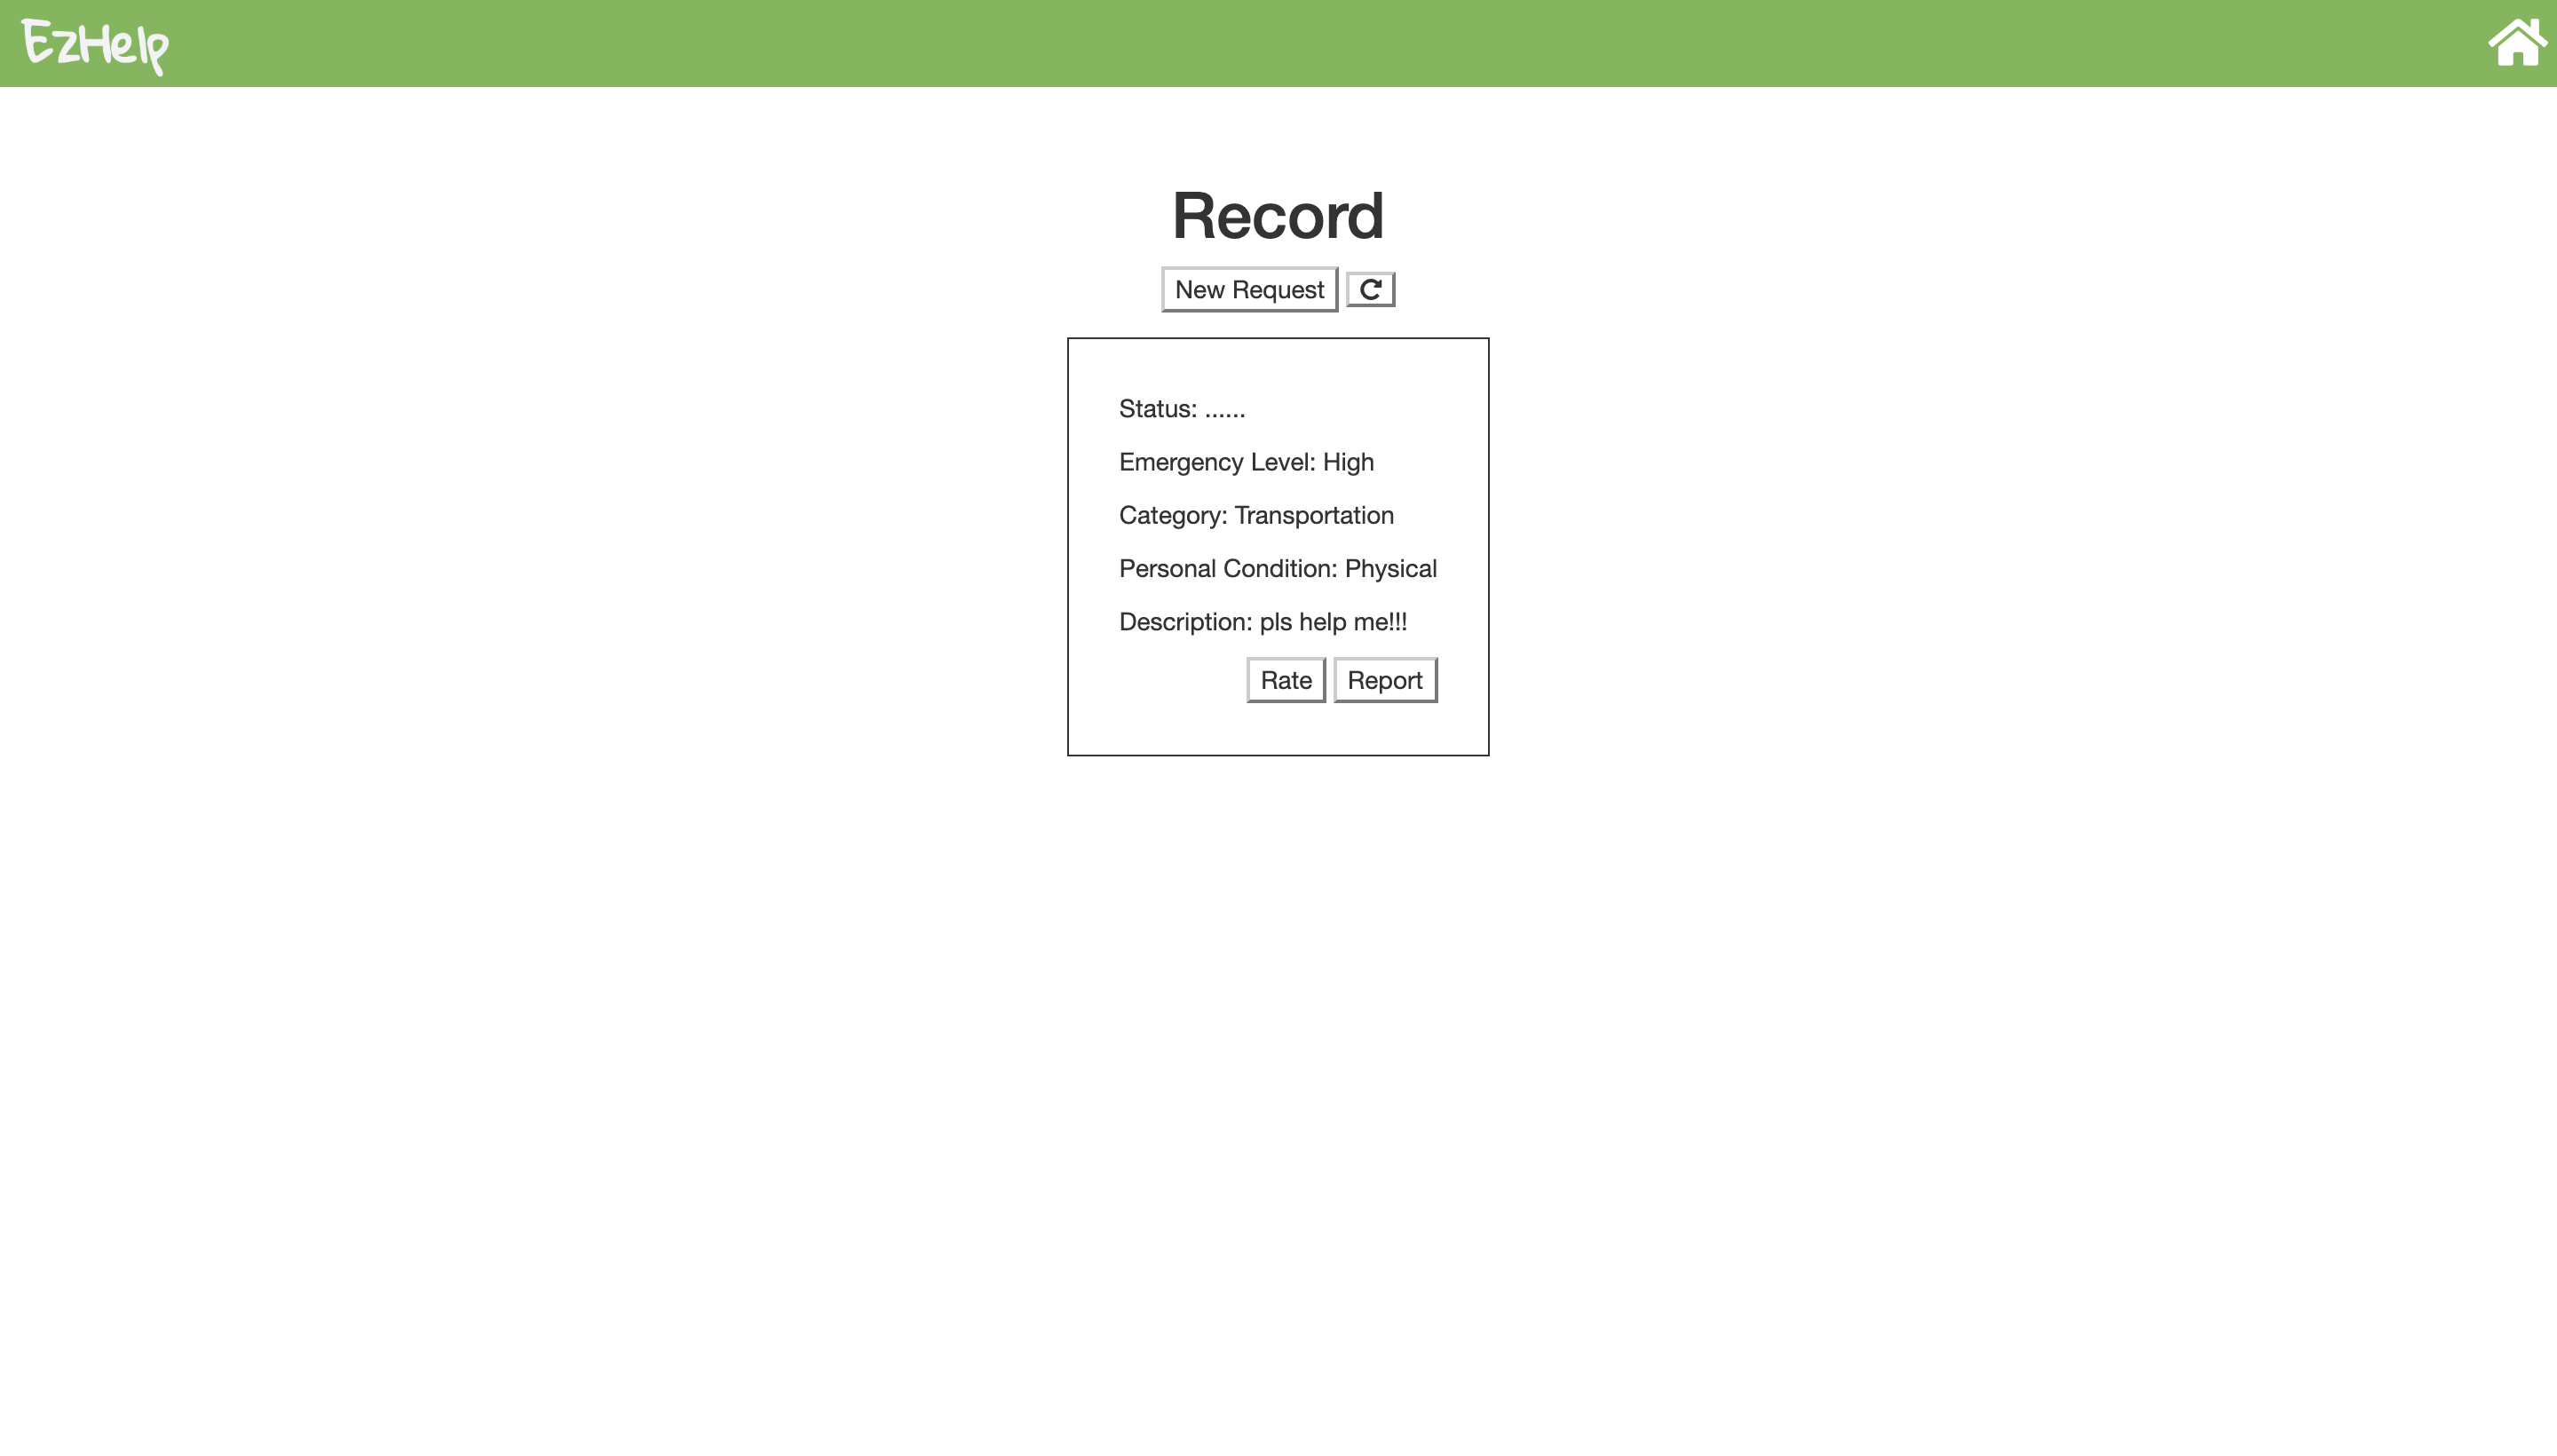 EzHelp
Record
New Request
Status: ......
Emergency Level: High
Category: Transportation
Personal Condition: Physical
Description: pls help me!!!
Rate Report